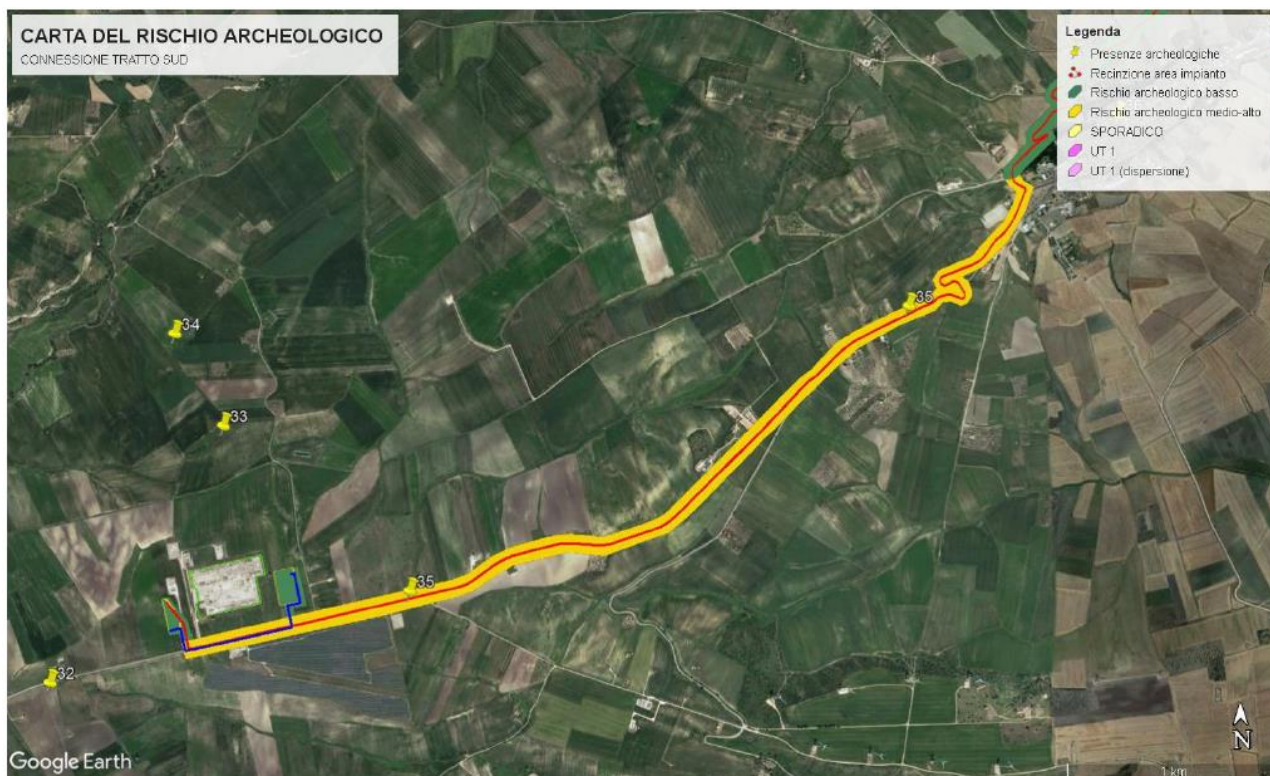 CARTA DEL RISCHIO ARCHEOLOGICO
CONNESSIONE TRATTO SUD
Legenda
Presenze archeologiche
Recinzione area impianto
Rischio archeologico basso
Rischio archeologico medio-alto
SPORADICO
UT 1
UT 1 (dispersione)
35
34
33
35
32
N
Google Earth
1 km